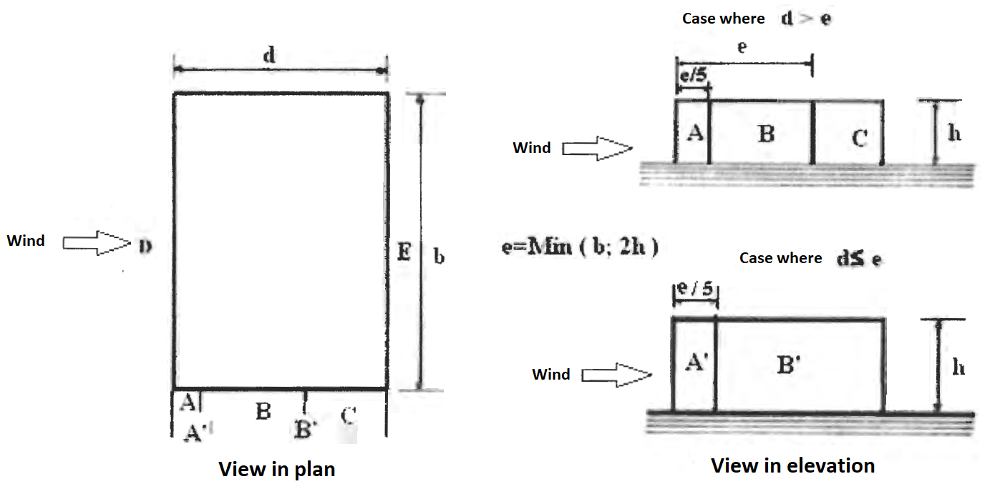 d
b
Wind
D
E
A
B
C
A'
B'
View in plan
Case where d > e
e
e/5
A
B
C
h
Wind
e=Min ( b; 2h )
Case where d≤ e
e / 5
A'
B'
h
Wind
View in elevation